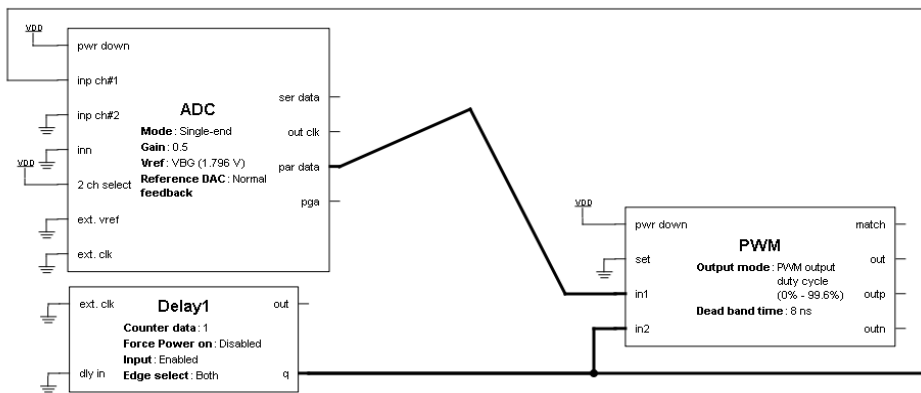 VDD
pwr down
inp ch#1
inp ch#2
inn
VDD
2 ch select
ext. vref
ext. clk
ADC
Mode : Single-end
Gain : 0.5
Vref : VBG (1.796 V)
Reference DAC : Normal
feedback
ser data
out clk
par data
pga
ext. clk
dly in
Delay1
Counter data : 1
Force Power on : Disabled
Input : Enabled
Edge select : Both
out
q
VDD
pwr down
set
in1
in2
PWM
Output mode : PWM output
duty cycle
(0% - 99.6%)
Dead band time : 8 ns
match
out
outp
outn